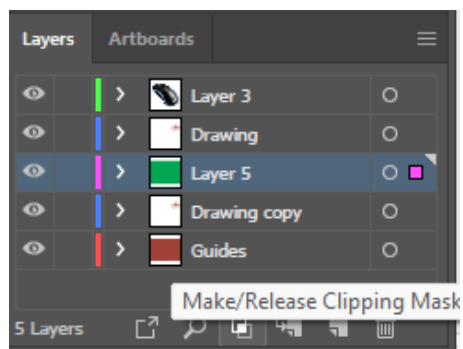 Layers Artboards
Layer 3
Drawing
Layer 5
Drawing copy
Guides
Make/Release Clipping Mask
5 Layers